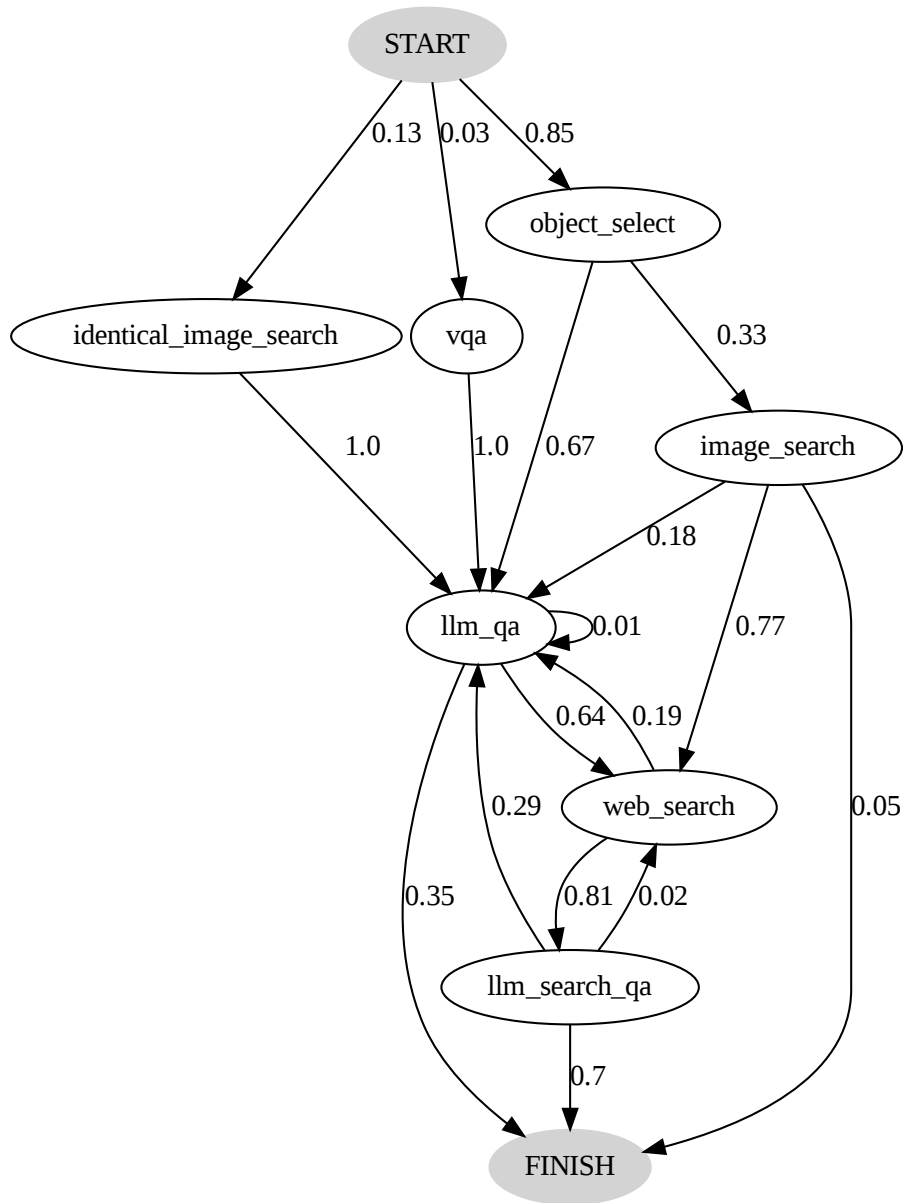 START
0.13
0.03
0.85
object_select
identical_image_search
vqa
0.33
1.0
1.0
0.67
image_search
0.18
llm_qa
0.01
0.77
0.64
0.19
0.29
web_search
0.05
0.35
0.81
0.02
llm_search_qa
0.7
FINISH